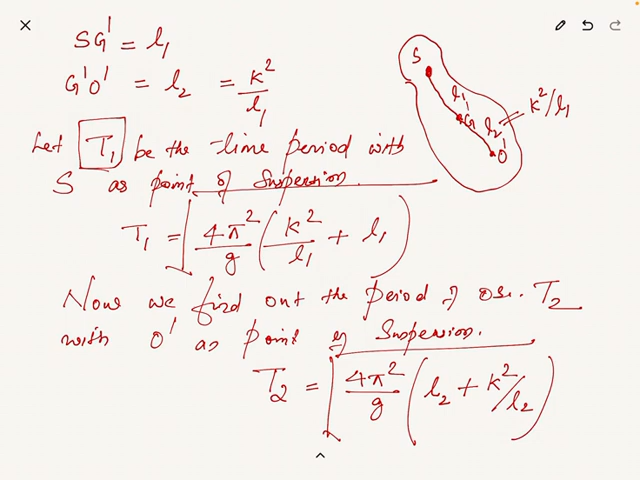 SG' = l₁
G'O' = l₂ = K²/l₁
S
l₁
G'
l₂
K²/l₁
O'
Let T₁ be the time period with
S as point of Suspension.
T₁ = √(4π²/g (K²/l₁ + l₁))
Now we find out the period of osc. T₂
with O' as point of Suspension.
T₂ = √(4π²/g (l₂ + K²/l₂))